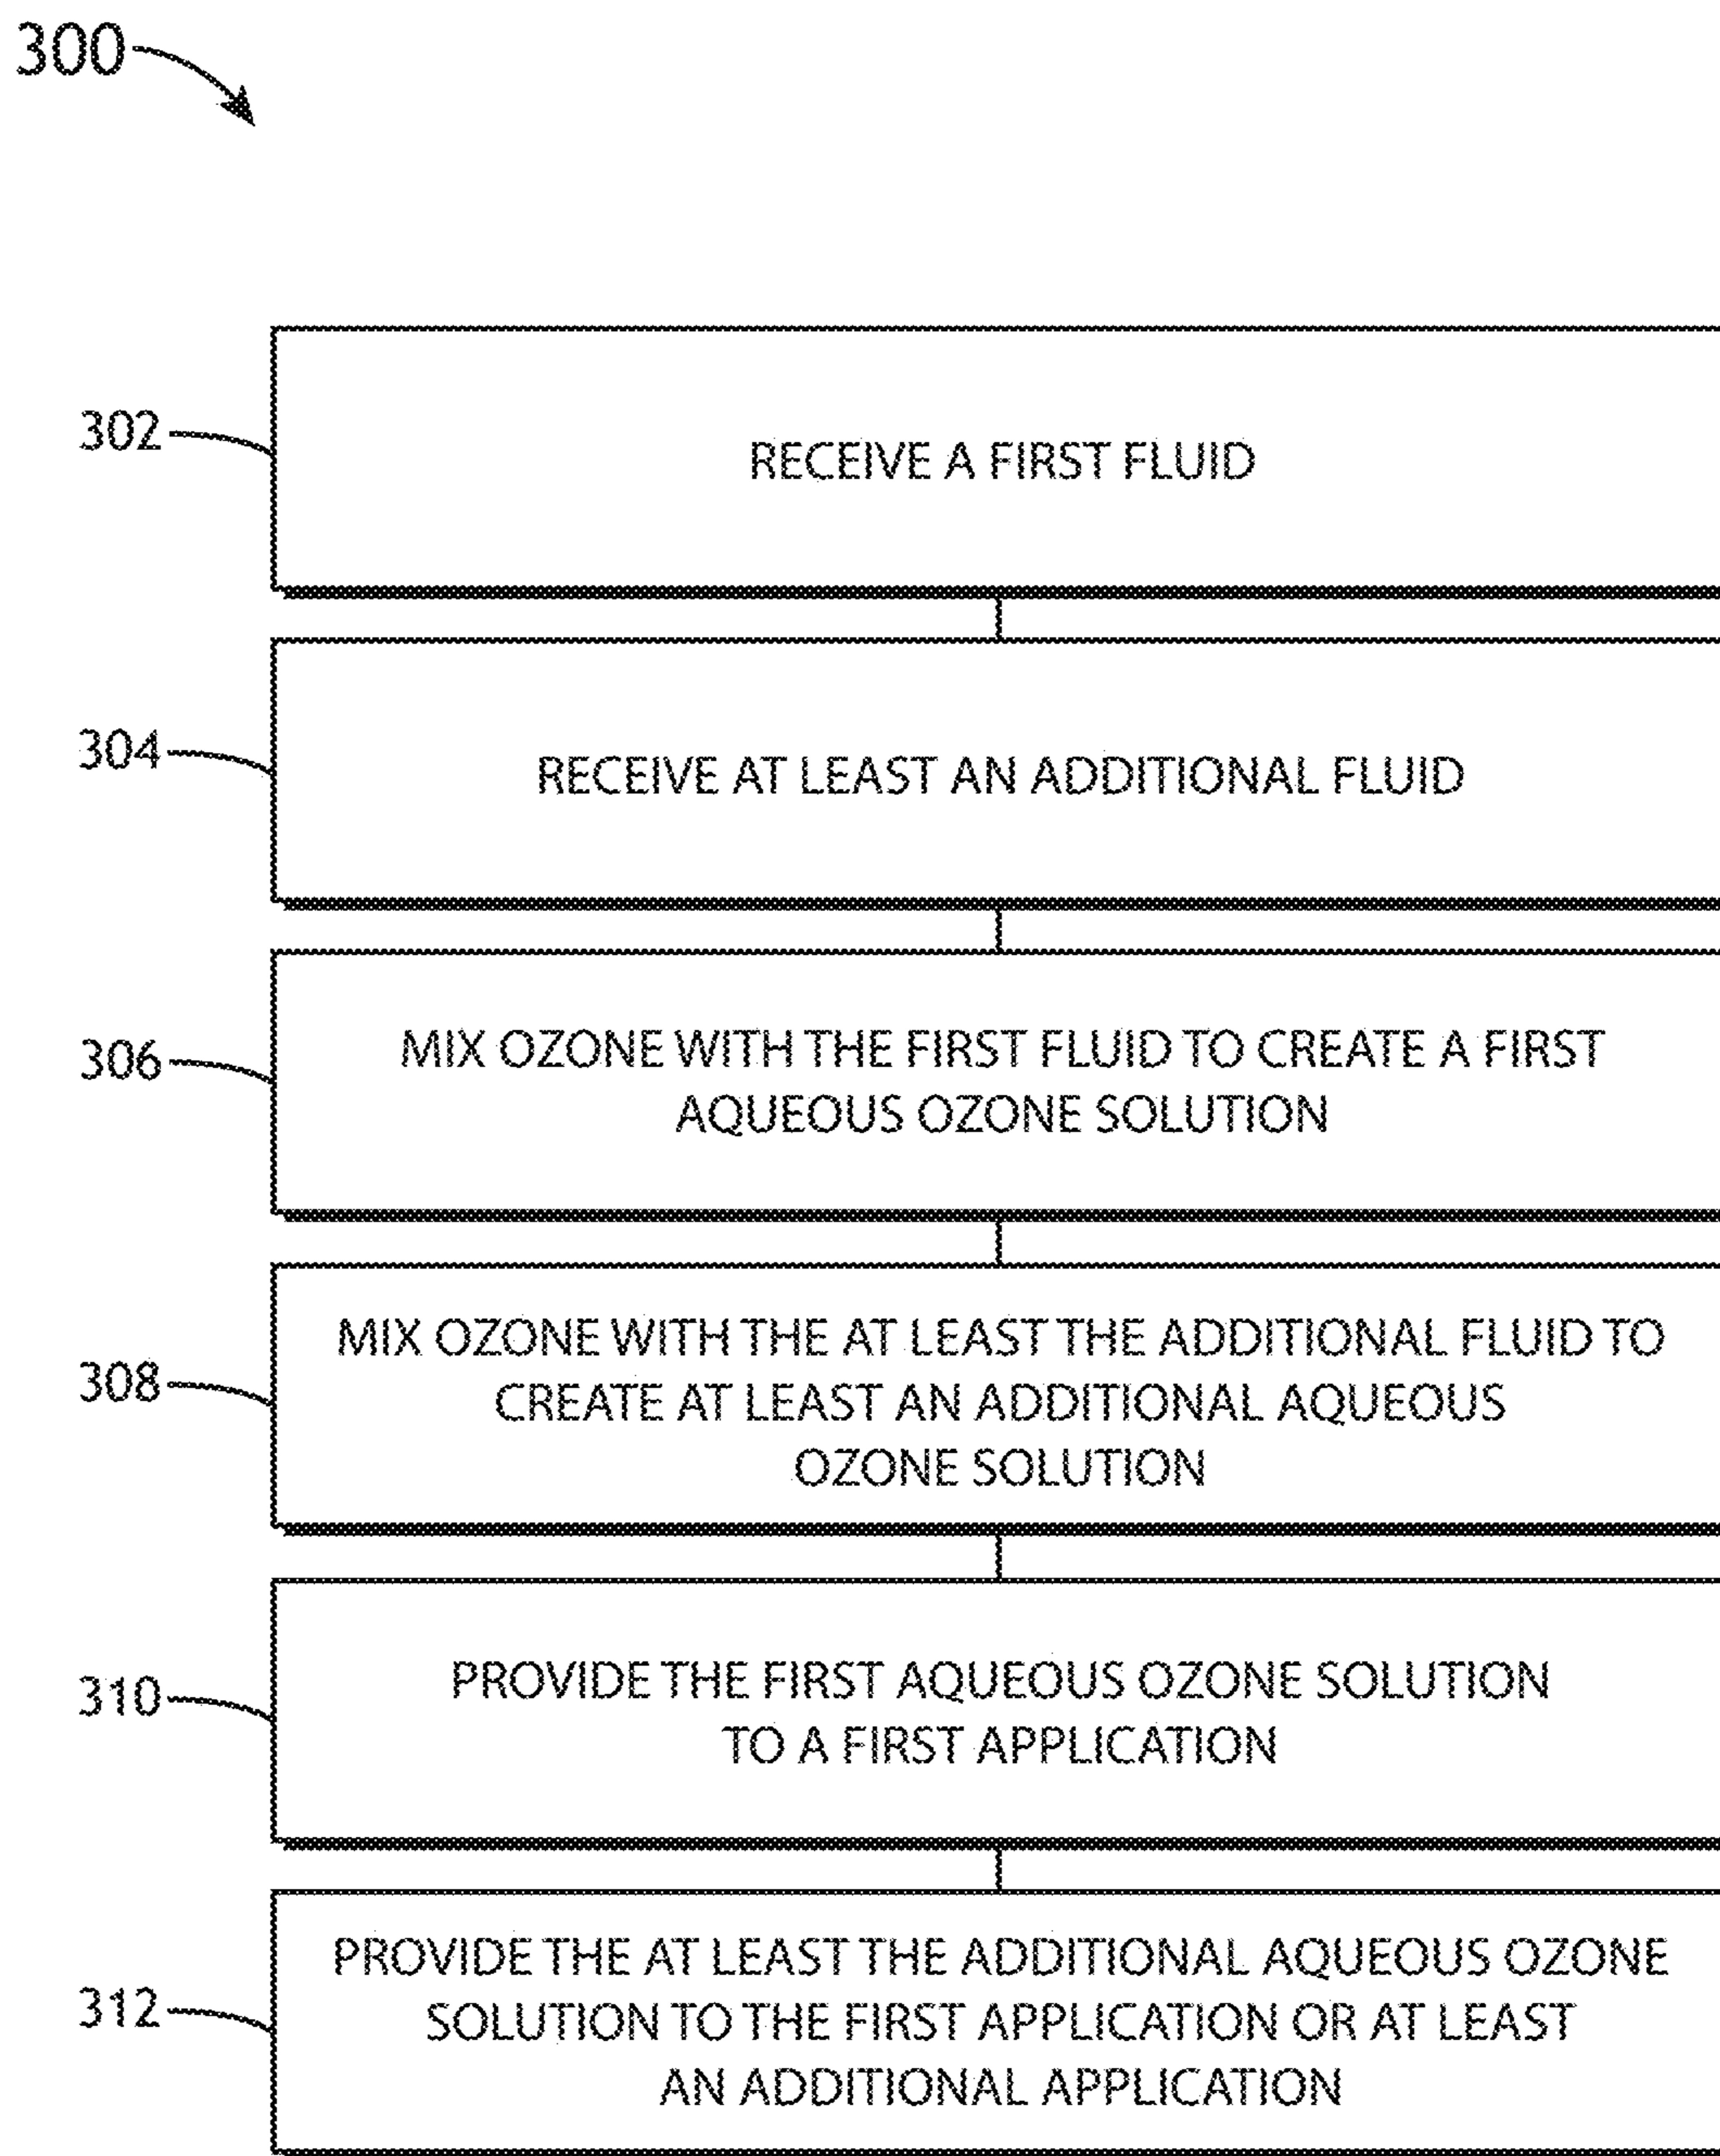 300
302
RECEIVE A FIRST FLUID
304
RECEIVE AT LEAST AN ADDITIONAL FLUID
306
MIX OZONE WITH THE FIRST FLUID TO CREATE A FIRST
AQUEOUS OZONE SOLUTION
308
MIX OZONE WITH THE AT LEAST THE ADDITIONAL FLUID TO
CREATE AT LEAST AN ADDITIONAL AQUEOUS
OZONE SOLUTION
310
PROVIDE THE FIRST AQUEOUS OZONE SOLUTION
TO A FIRST APPLICATION
312
PROVIDE THE AT LEAST THE ADDITIONAL AQUEOUS OZONE
SOLUTION TO THE FIRST APPLICATION OR AT LEAST
AN ADDITIONAL APPLICATION